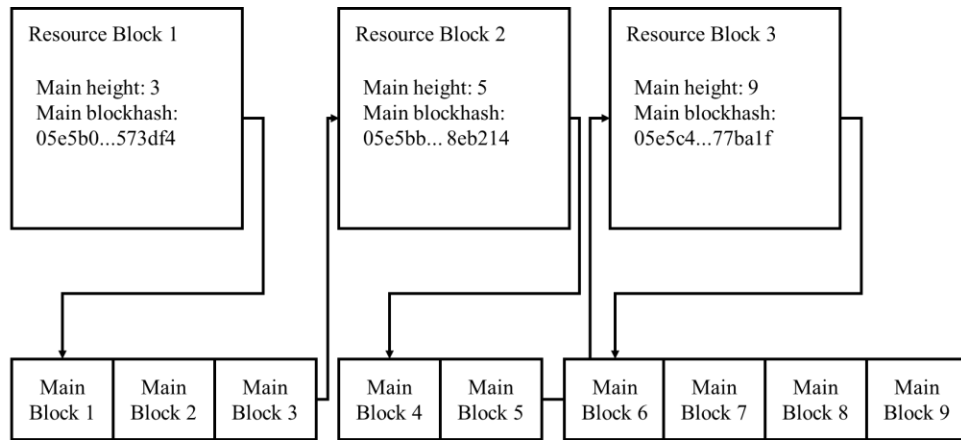 Resource Block 1
Main height: 3
Main blockhash:
05e5b0...573df4
Resource Block 2
Main height: 5
Main blockhash:
05e5bb... 8eb214
Resource Block 3
Main height: 9
Main blockhash:
05e5c4...77ba1f
Main
Block 1
Main
Block 2
Main
Block 3
Main
Block 4
Main
Block 5
Main
Block 6
Main
Block 7
Main
Block 8
Main
Block 9